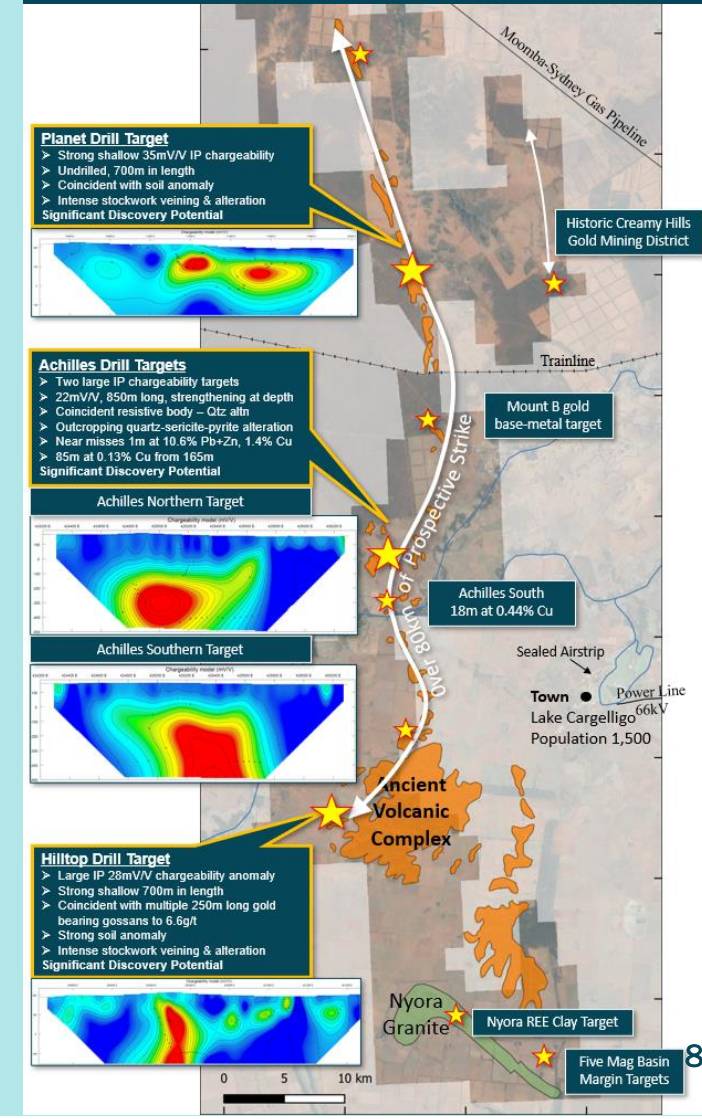 Moomba-Sydney Gas Pipeline
Planet Drill Target
➤ Strong shallow 35mV/V IP chargeability
➤ Undrilled, 700m in length
➤ Coincident with soil anomaly
➤ Intense stockwork veining & alteration
Significant Discovery Potential
Historic Creamy Hills
Gold Mining District
Trainline
Achilles Drill Targets
➤ Two large IP chargeability targets
➤ 22mV/V, 850m long, strengthening at depth
➤ Coincident resistive body – Qtz altn
➤ Outcropping quartz-sericite-pyrite alteration
➤ Near misses 1m at 10.6% Pb+Zn, 1.4% Cu
➤ 85m at 0.13% Cu from 165m
Significant Discovery Potential
Mount B gold
base-metal target
Over 80km of Prospective Strike
Achilles Northern Target
Chargeability model (mV/V)
Achilles South
18m at 0.44% Cu
Achilles Southern Target
Chargeability model (mV/V)
Sealed Airstrip
Power Line
66kV
Town
Lake Cargelligo
Population 1,500
Ancient
Volcanic
Complex
Hilltop Drill Target
➤ Large IP 28mV/V chargeability anomaly
➤ Strong shallow 700m in length
➤ Coincident with multiple 250m long gold
bearing gossans to 6.6g/t
➤ Strong soil anomaly
➤ Intense stockwork veining & alteration
Significant Discovery Potential
Nyora
Granite
Nyora REE Clay Target
Five Mag Basin
Margin Targets
8
0 5 10 km